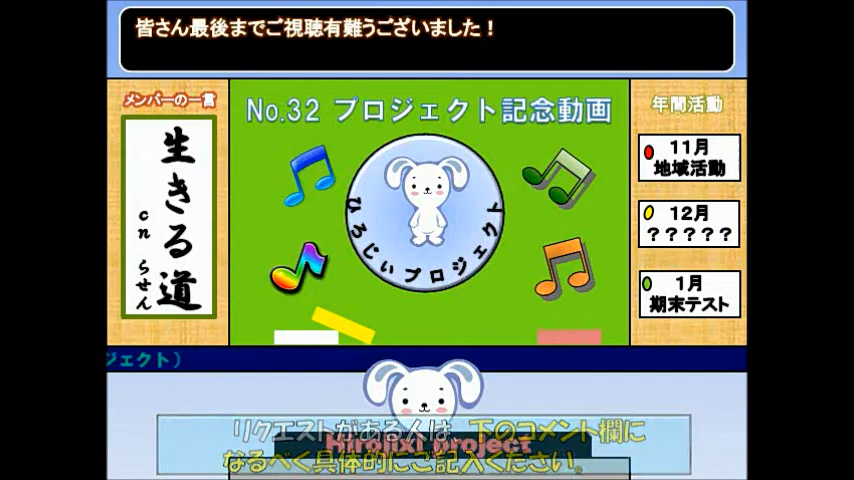 皆さん最後までご視聴有難うございました！
メンバーの一言
生きる道
cn らせん
No.32 プロジェクト記念動画
ひろじぃプロジェクト
年間活動
11月
地域活動
12月
？？？？？
1月
期末テスト
ジェクト）
リクエストがある人は、下のコメント欄に
Hirojixi project
なるべく具体的にご記入ください。